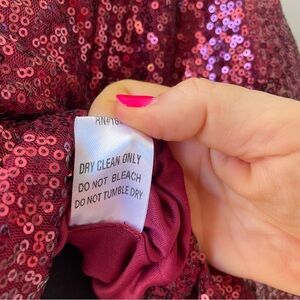 DRY CLEAN ONLY
DO NOT BLEACH
DO NOT TUMBLE DRY